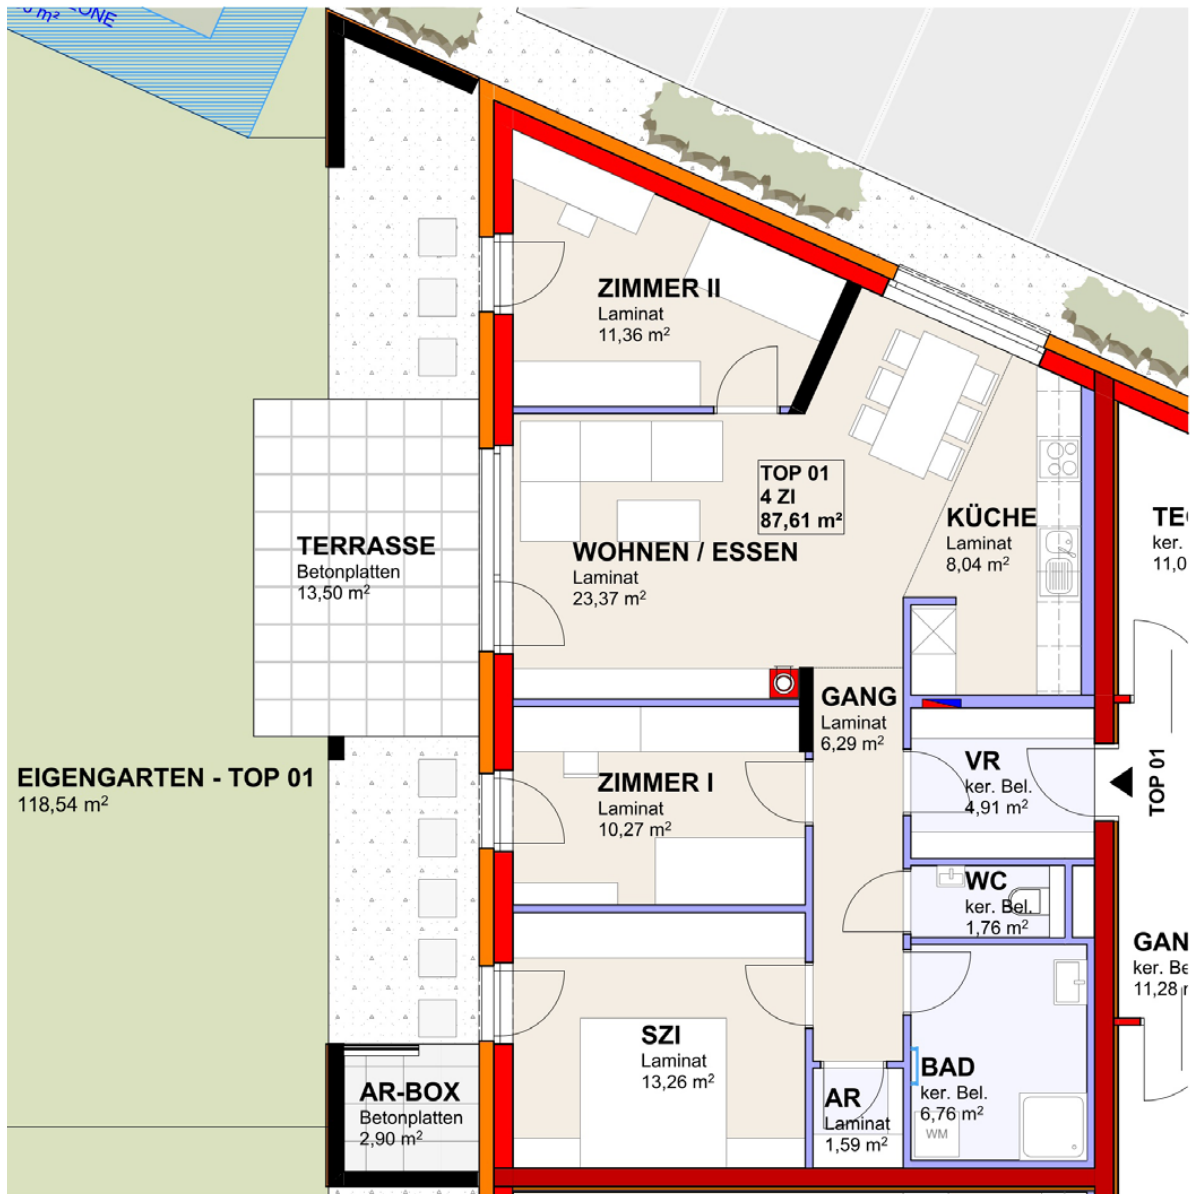 ZIMMER II
Laminat
11,36 m²
TOP 01
4 ZI
87,61 m²
KÜCHE
Laminat
8,04 m²
TERRASSE
Betonplatten
13,50 m²
WOHNEN / ESSEN
Laminat
23,37 m²
ker.
GANG
Laminat
6,29 m²
EIGENGARTEN - TOP 01
118,54 m²
ZIMMER I
Laminat
10,27 m²
VR
ker. Bel.
4,91 m²
TOP 01
WC
ker. Bel.
1,76 m²
GAN
ker. Be
11,28
SZI
Laminat
13,26 m²
AR-BOX
Betonplatten
2,90 m²
AR
Laminat
1,59 m²
BAD
ker. Bel.
6,76 m²
WM